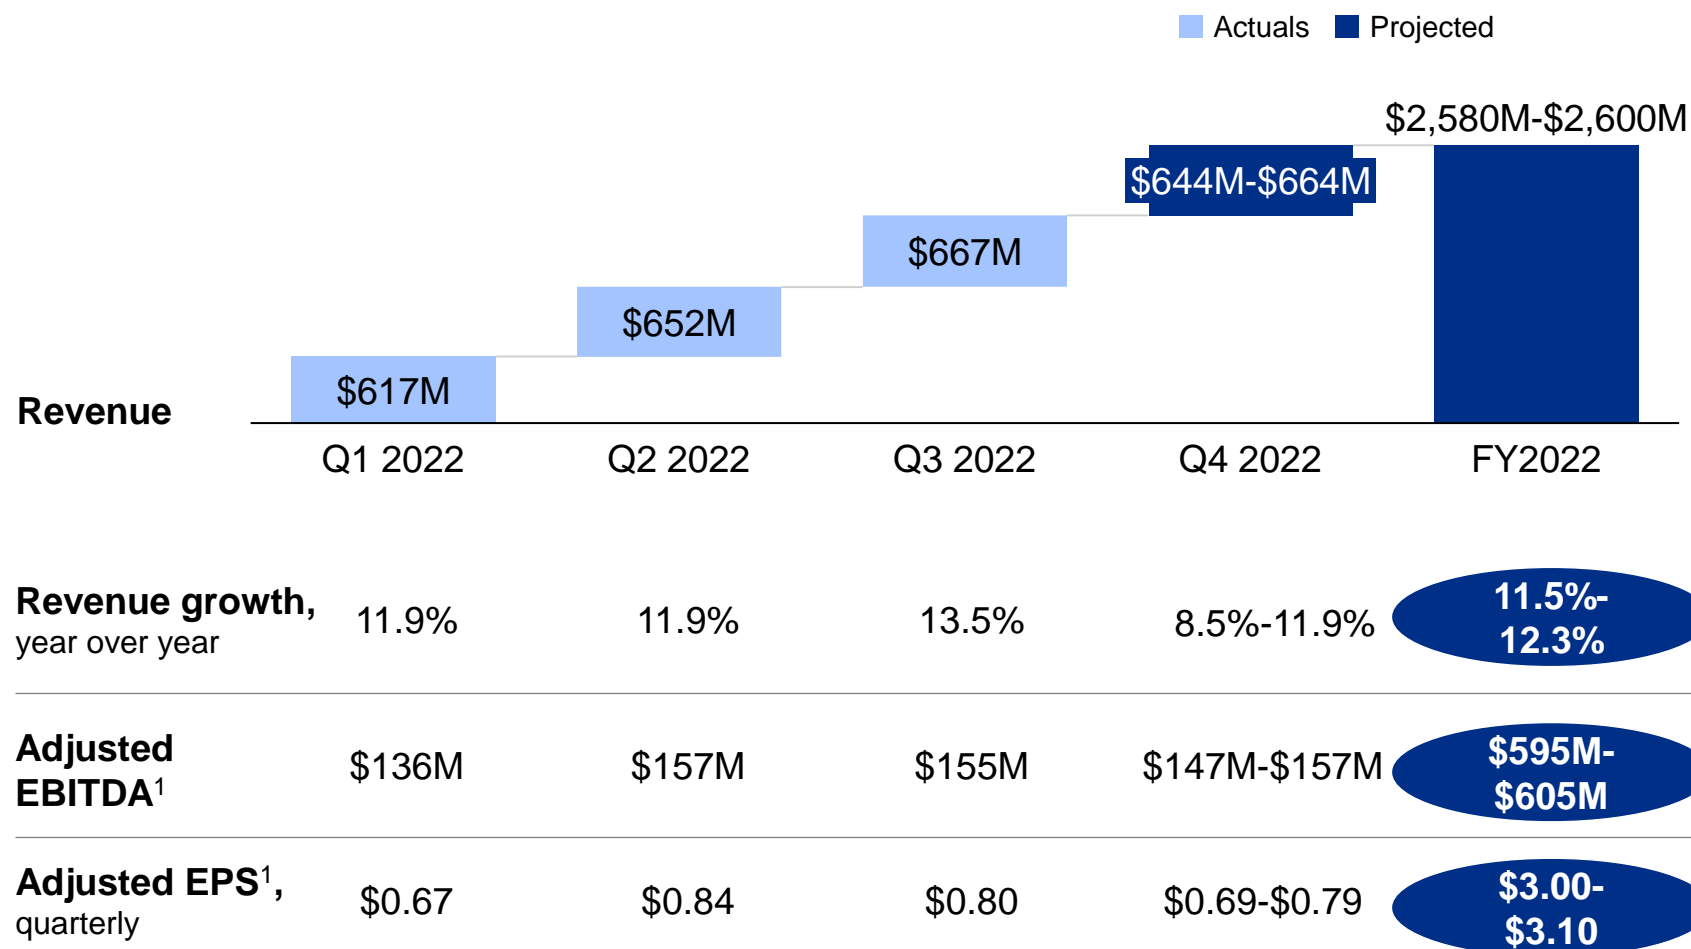 Actuals Projected
$2,580M-$2,600M
$644M-$664M
$667M
$652M
$617M
Revenue
Q1 2022 Q2 2022 Q3 2022 Q4 2022 FY2022
Revenue growth,
year over year
11.9% 11.9% 13.5% 8.5%-11.9%
11.5%-
12.3%
Adjusted
EBITDA1
$136M $157M $155M $147M-$157M
$595M-
$605M
Adjusted EPS1,
quarterly
$0.67 $0.84 $0.80 $0.69-$0.79
$3.00-
$3.10